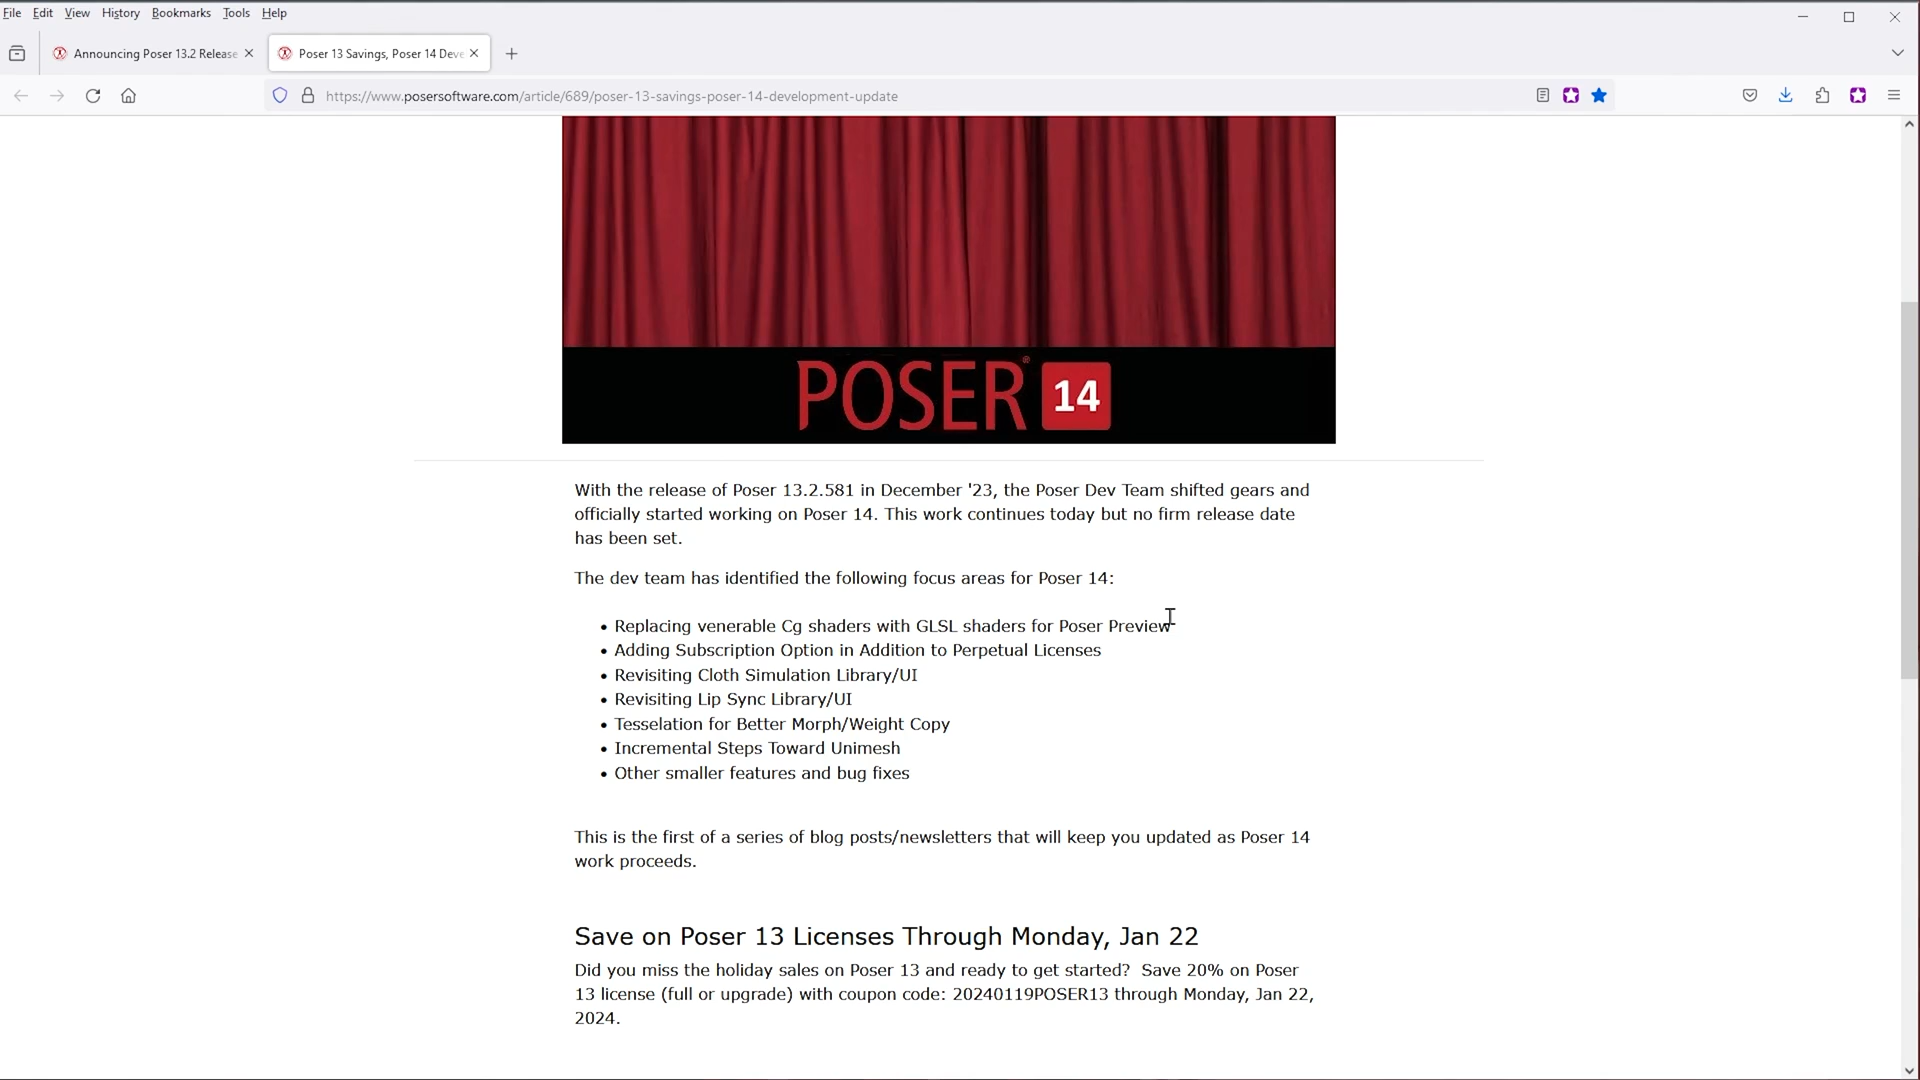 File Edit View History Bookmarks Tools Help
Announcing Poser 13.2 Release
Poser 13 Savings, Poser 14 Deve
https://www.posersoftware.com/article/689/poser-13-savings-poser-14-development-update
POSER® 14
With the release of Poser 13.2.581 in December '23, the Poser Dev Team shifted gears and
officially started working on Poser 14. This work continues today but no firm release date
has been set.
The dev team has identified the following focus areas for Poser 14:
• Replacing venerable Cg shaders with GLSL shaders for Poser Preview
• Adding Subscription Option in Addition to Perpetual Licenses
• Revisiting Cloth Simulation Library/UI
• Revisiting Lip Sync Library/UI
• Tesselation for Better Morph/Weight Copy
• Incremental Steps Toward Unimesh
• Other smaller features and bug fixes
This is the first of a series of blog posts/newsletters that will keep you updated as Poser 14
work proceeds.
Save on Poser 13 Licenses Through Monday, Jan 22
Did you miss the holiday sales on Poser 13 and ready to get started? Save 20% on Poser
13 license (full or upgrade) with coupon code: 20240119POSER13 through Monday, Jan 22,
2024.